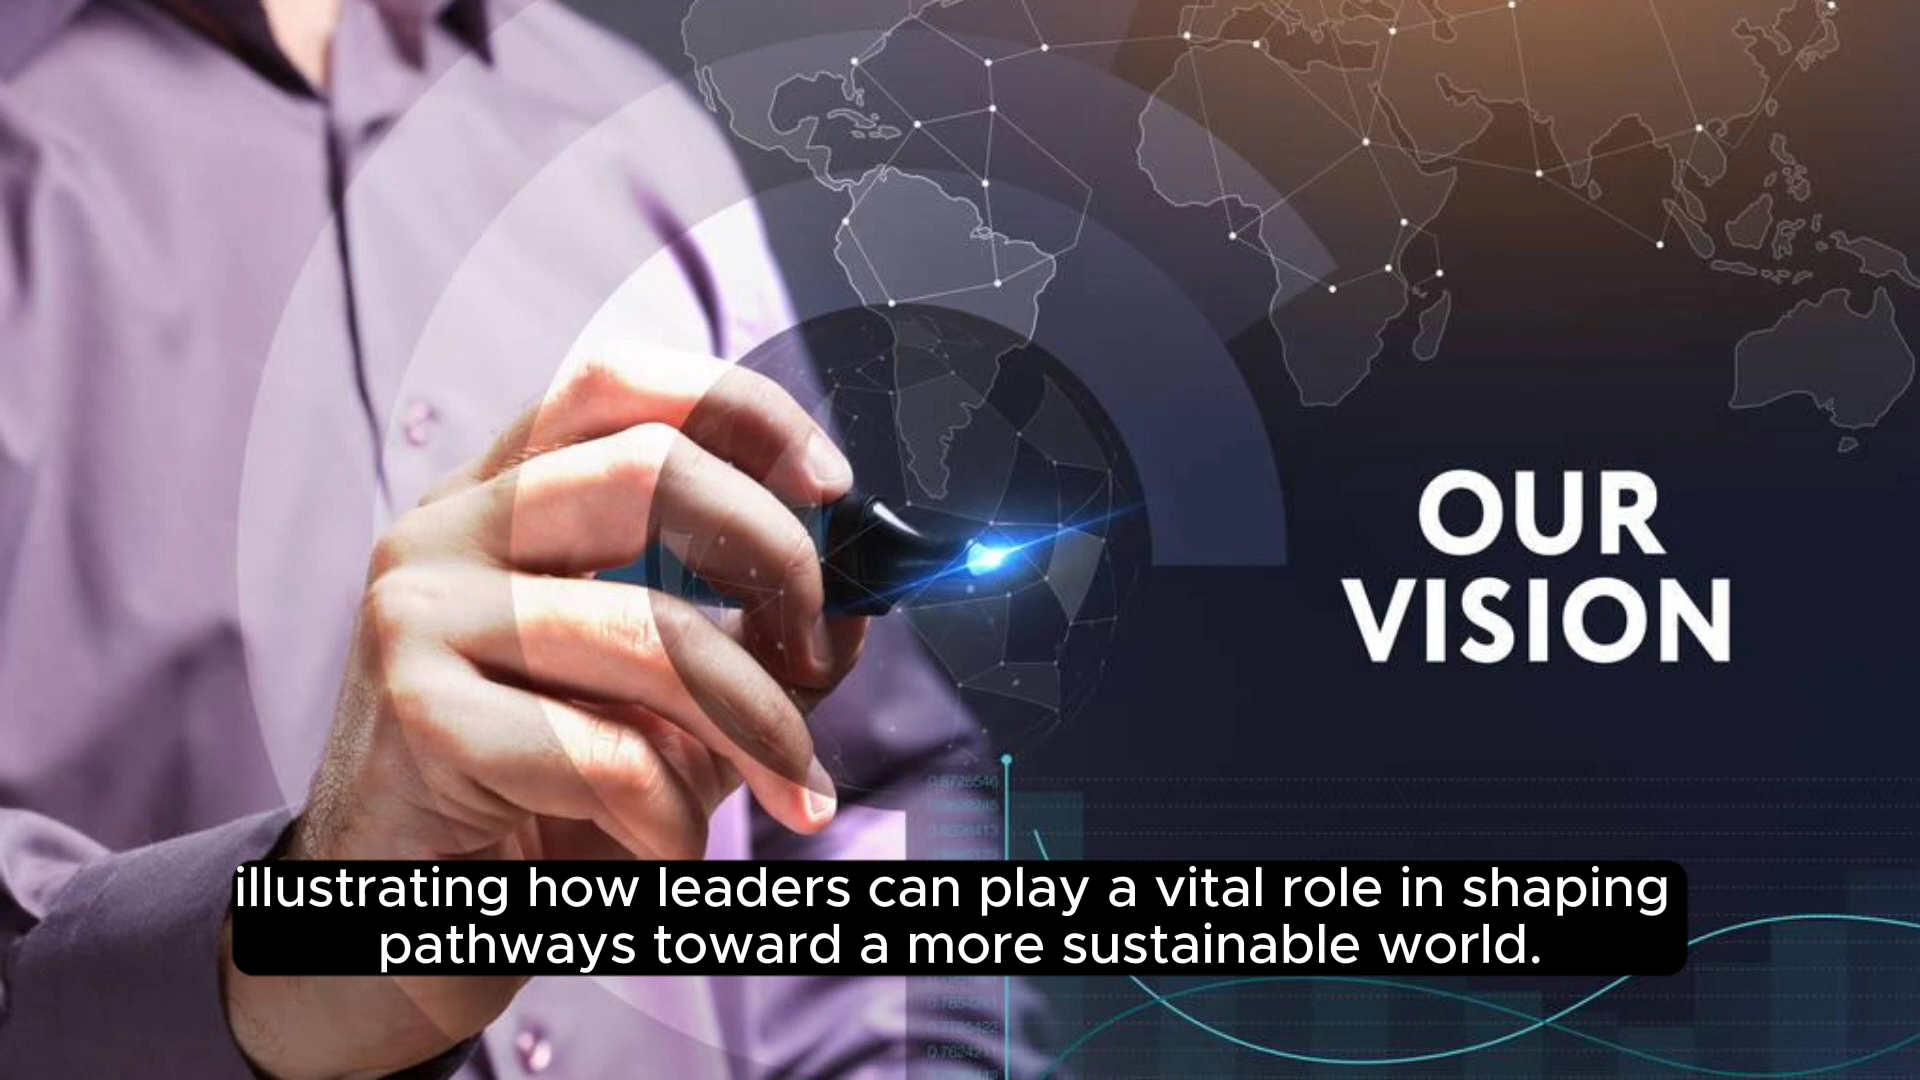 OUR
VISION
illustrating how leaders can play a vital role in shaping
pathways toward a more sustainable world.